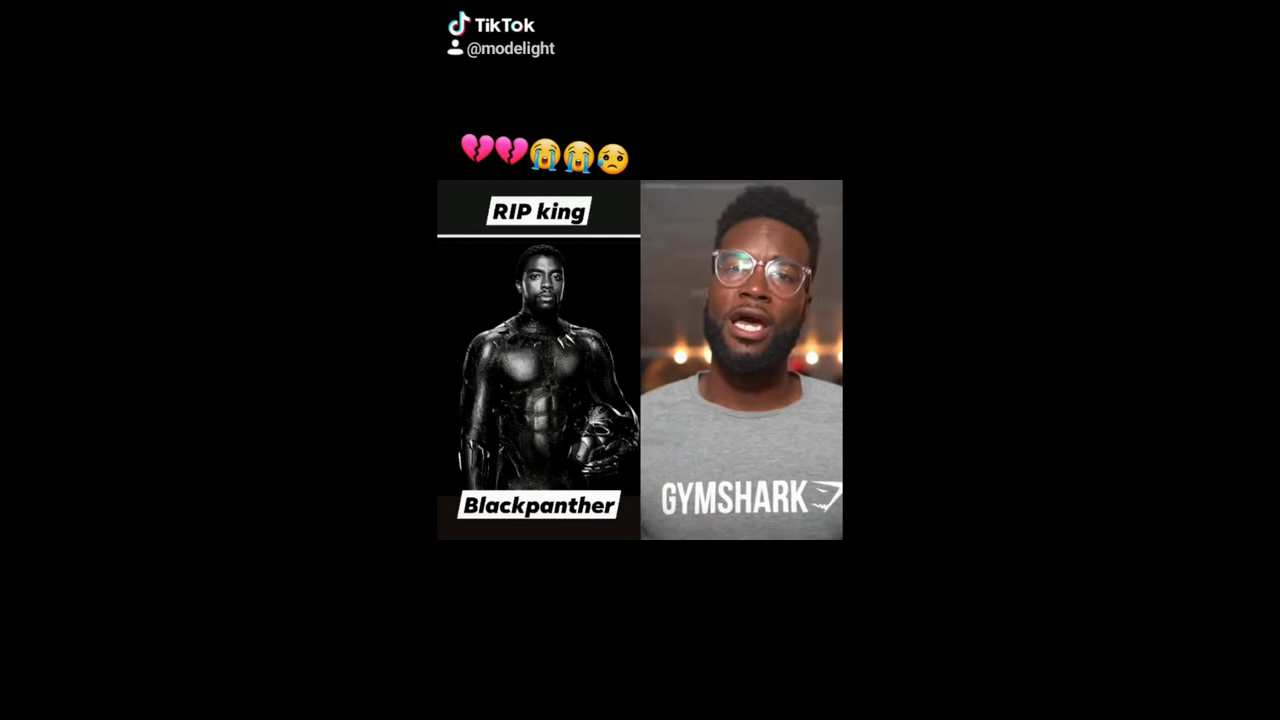 TikTok
@modelight
💔💔😭😭😥
RIP king
Blackpanther
GYMSHARK